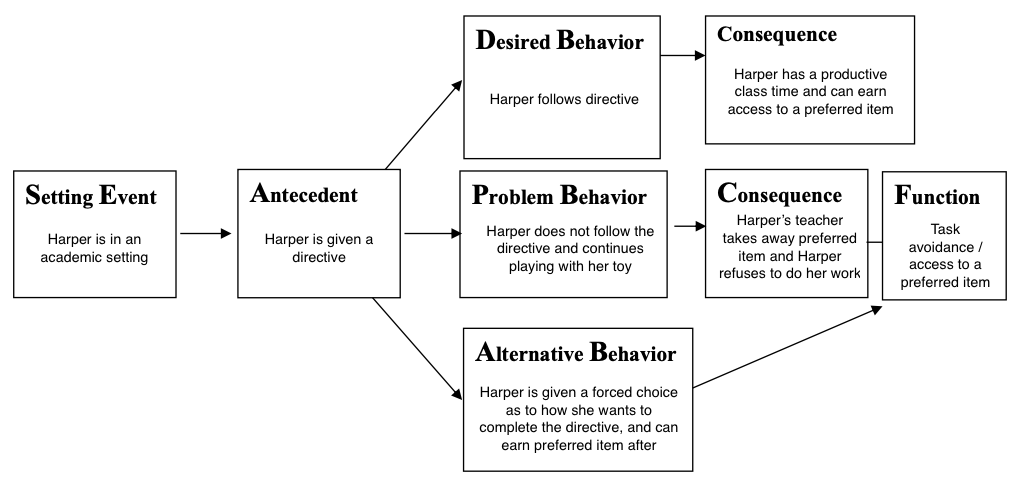 Desired Behavior
Harper follows directive
Consequence
Harper has a productive
class time and can earn
access to a preferred item
Setting Event
Harper is in an
academic setting
Antecedent
Harper is given a
directive
Problem Behavior
Harper does not follow the
directive and continues
playing with her toy
Consequence
Harper’s teacher
takes away preferred
item and Harper
refuses to do her work
Function
Task
avoidance /
access to a
preferred item
Alternative Behavior
Harper is given a forced choice
as to how she wants to
complete the directive, and can
earn preferred item after